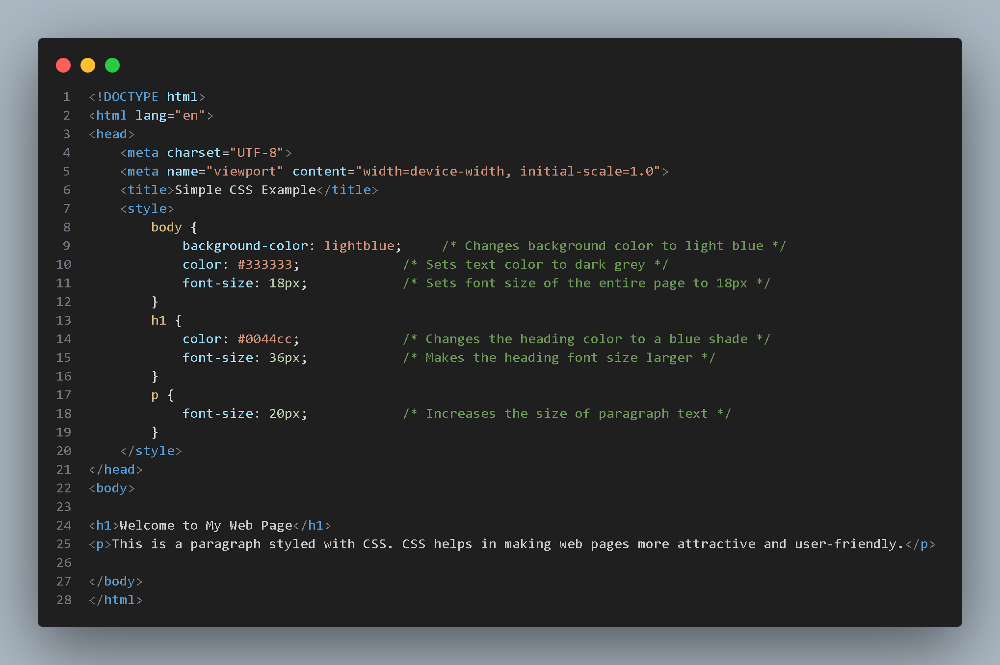 1 <!DOCTYPE html>
2 <html lang="en">
3 <head>
4     <meta charset="UTF-8">
5     <meta name="viewport" content="width=device-width, initial-scale=1.0">
6     <title>Simple CSS Example</title>
7     <style>
8         body {
9             background-color: lightblue;     /* Changes background color to light blue */
10             color: #333333;             /* Sets text color to dark grey */
11             font-size: 18px;            /* Sets font size of the entire page to 18px */
12         }
13         h1 {
14             color: #0044cc;             /* Changes the heading color to a blue shade */
15             font-size: 36px;            /* Makes the heading font size larger */
16         }
17         p {
18             font-size: 20px;            /* Increases the size of paragraph text */
19         }
20     </style>
21 </head>
22 <body>
23
24 <h1>Welcome to My Web Page</h1>
25 <p>This is a paragraph styled with CSS. CSS helps in making web pages more attractive and user-friendly.</p>
26
27 </body>
28 </html>